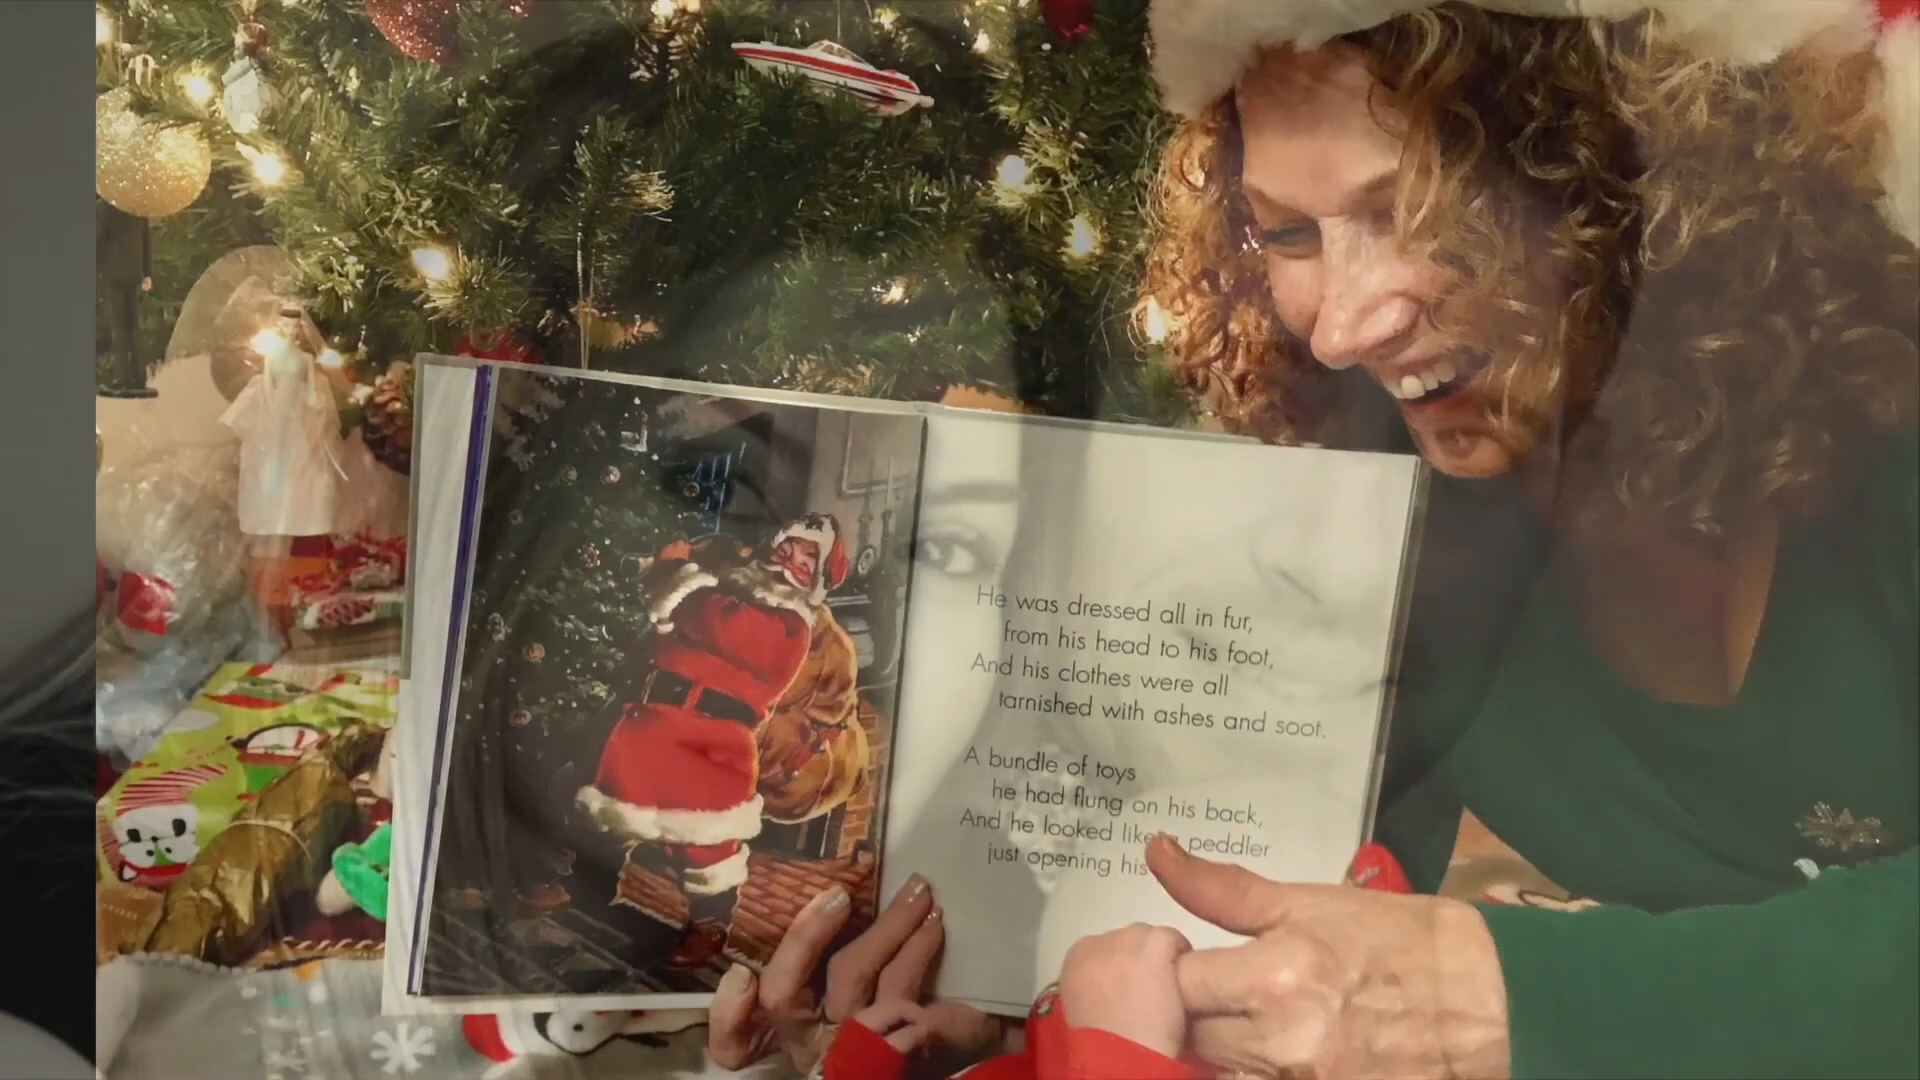 He was dressed all in fur,
from his head to his foot,
And his clothes were all
tarnished with ashes and soot.
A bundle of toys
he had flung on his back,
And he looked like peddler
just opening his